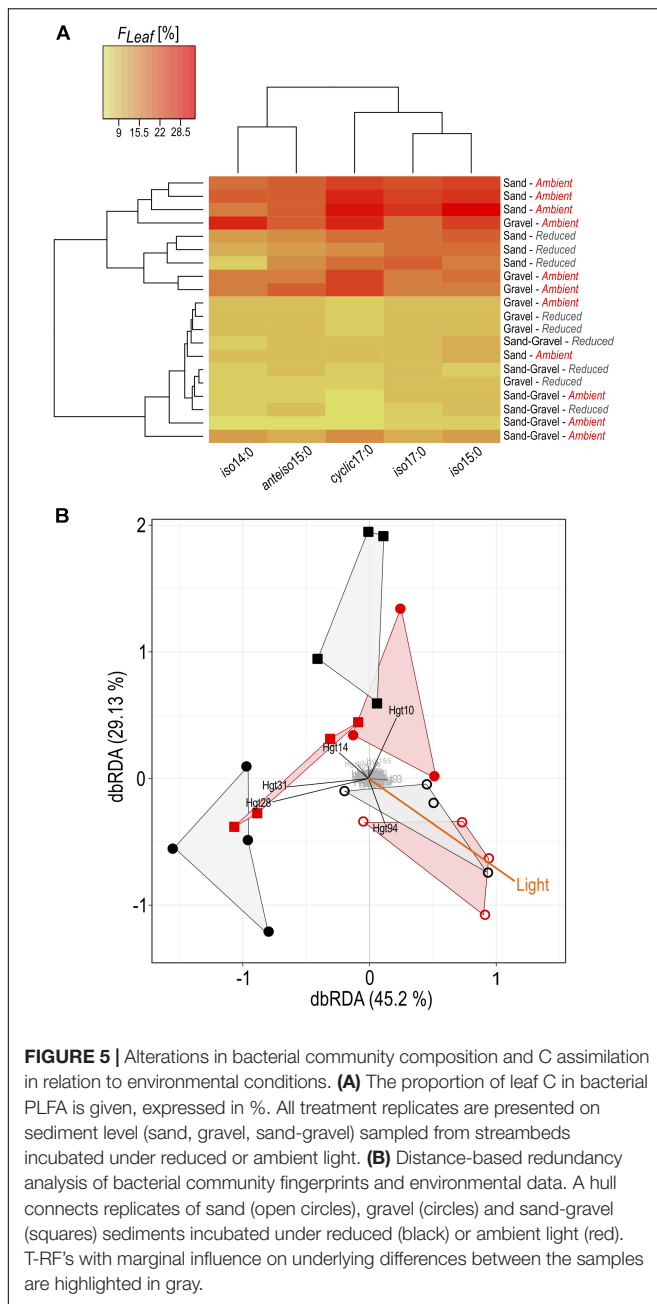 A
F_Leaf [%]
9 15.5 22 28.5
Sand - Ambient
Sand - Ambient
Sand - Ambient
Gravel - Ambient
Sand - Reduced
Sand - Reduced
Sand - Reduced
Gravel - Ambient
Gravel - Ambient
Gravel - Ambient
Gravel - Reduced
Gravel - Reduced
Sand-Gravel - Reduced
Sand - Ambient
Sand-Gravel - Reduced
Gravel - Reduced
Sand-Gravel - Ambient
Sand-Gravel - Reduced
Sand-Gravel - Ambient
Sand-Gravel - Ambient
iso14:0 anteiso15:0 cyclic17:0 iso17:0 iso15:0
B
2
1
0
-1
dbRDA (29.13 %)
Hgt10
Hgt14
Hgt31
Hgt28
Hgt94
Light
-1 0 1
dbRDA (45.2 %)
FIGURE 5 | Alterations in bacterial community composition and C assimilation
in relation to environmental conditions. (A) The proportion of leaf C in bacterial
PLFA is given, expressed in %. All treatment replicates are presented on
sediment level (sand, gravel, sand-gravel) sampled from streambeds
incubated under reduced or ambient light. (B) Distance-based redundancy
analysis of bacterial community fingerprints and environmental data. A hull
connects replicates of sand (open circles), gravel (circles) and sand-gravel
(squares) sediments incubated under reduced (black) or ambient light (red).
T-RF's with marginal influence on underlying differences between the samples
are highlighted in gray.